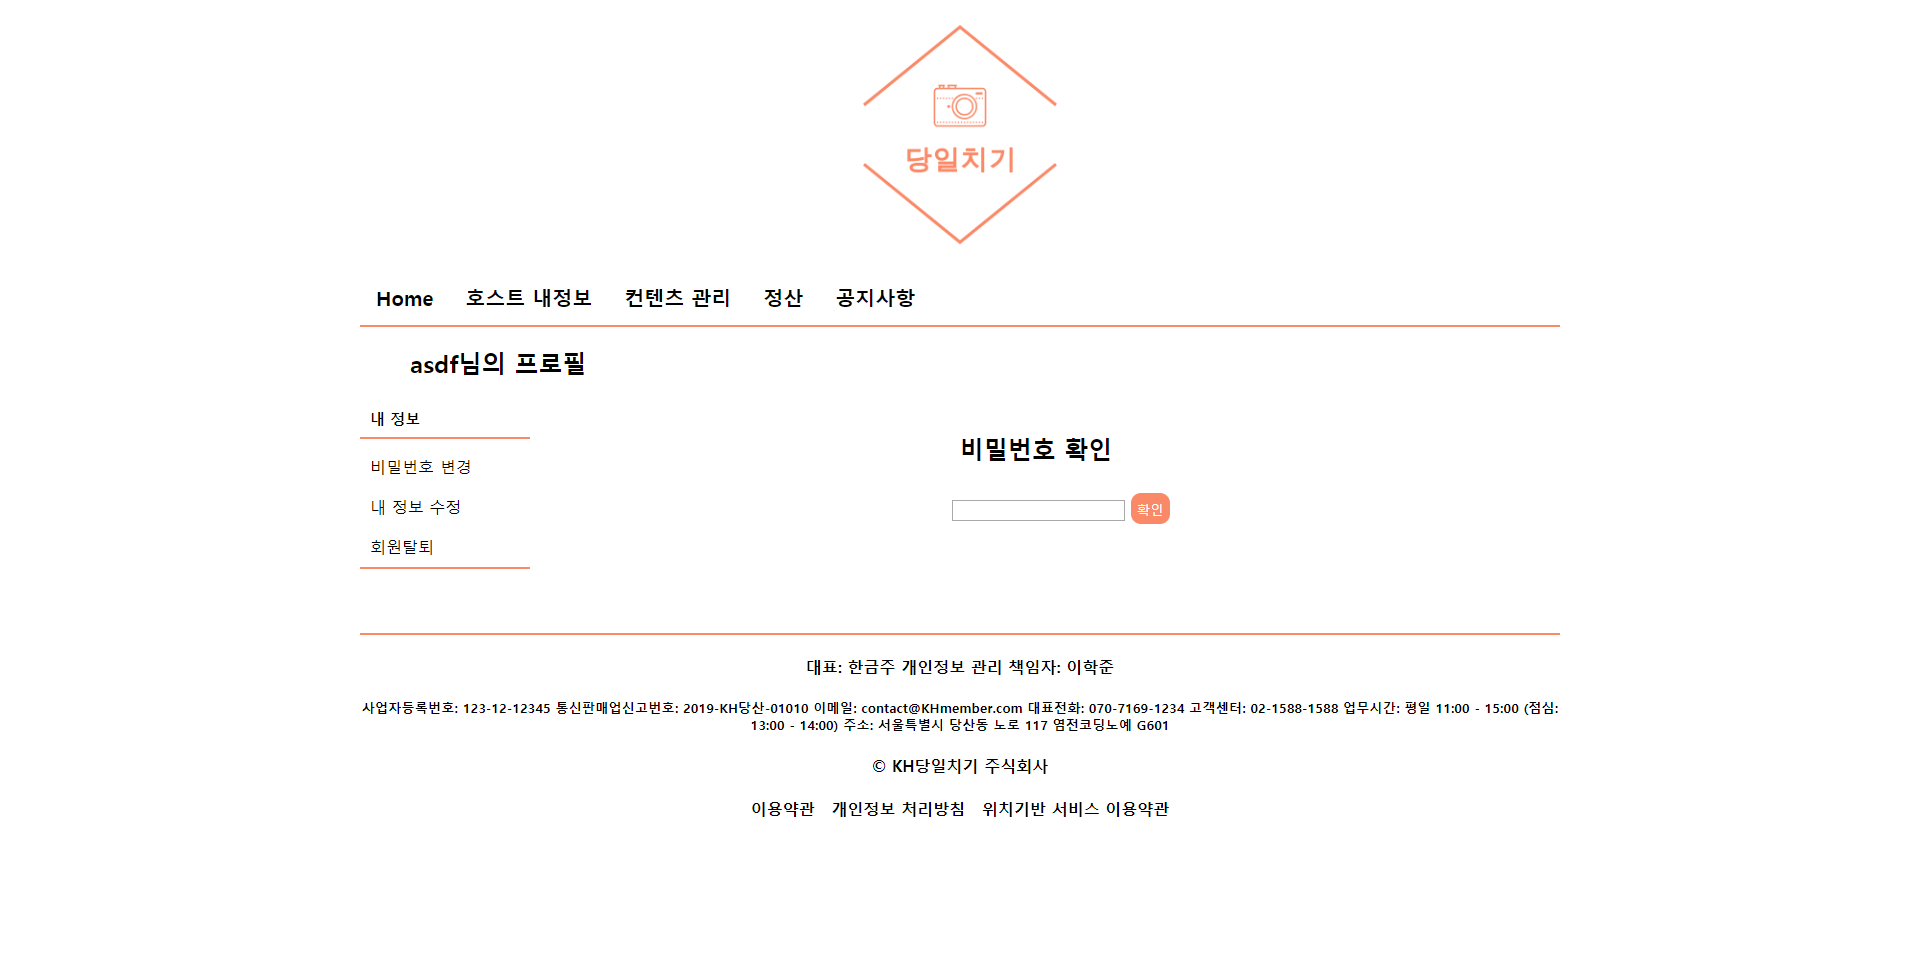 당일치기
Home 호스트 내정보 컨텐츠 관리 정산 공지사항
asdf님의 프로필
내 정보
비밀번호 변경
내 정보 수정
회원탈퇴
비밀번호 확인
확인
대표: 한금주 개인정보 관리 책임자: 이학준
사업자등록번호: 123-12-12345 통신판매업신고번호: 2019-KH당산-01010 이메일: contact@KHmember.com 대표전화: 070-7169-1234 고객센터: 02-1588-1588 업무시간: 평일 11:00 - 15:00 (점심:
13:00 - 14:00) 주소: 서울특별시 당산동 노로 117 염전코딩노예 G601
© KH당일치기 주식회사
이용약관 개인정보 처리방침 위치기반 서비스 이용약관